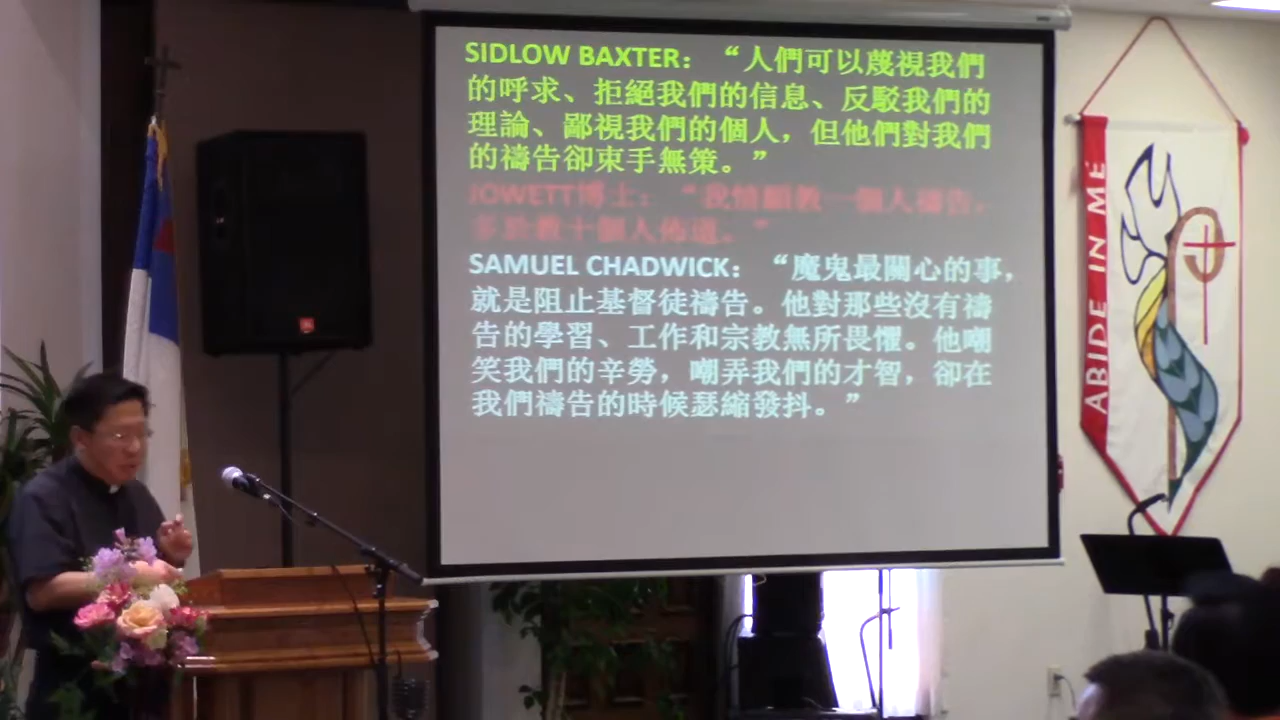 SIDLOW BAXTER: “人們可以蔑視我們
的呼求、拒絕我們的信息、反駁我們的
理論、鄙視我們的個人，但他們對我們
的禱告卻束手無策。”
JOWETT博士：“我情願教一個人禱告，
多於教十個人佈道。”
SAMUEL CHADWICK: “魔鬼最關心的事，
就是阻止基督徒禱告。他對那些沒有禱
告的學習、工作和宗教無所畏懼。他嘲
笑我們的辛勞，嘲弄我們的才智，卻在
我們禱告的時候瑟縮發抖。”
ABIDE IN ME